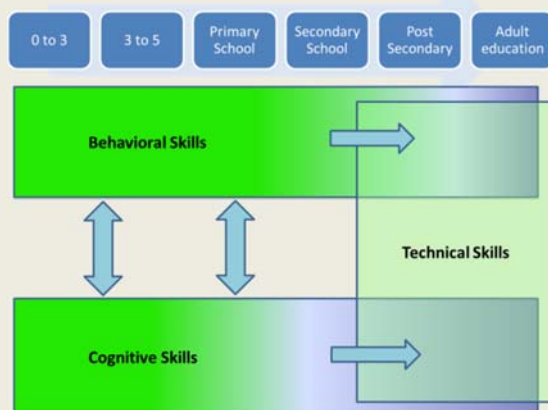 0 to 3
3 to 5
Primary
School
Secondary
School
Post
Secondary
Adult
education
Behavioral Skills
Technical Skills
Cognitive Skills